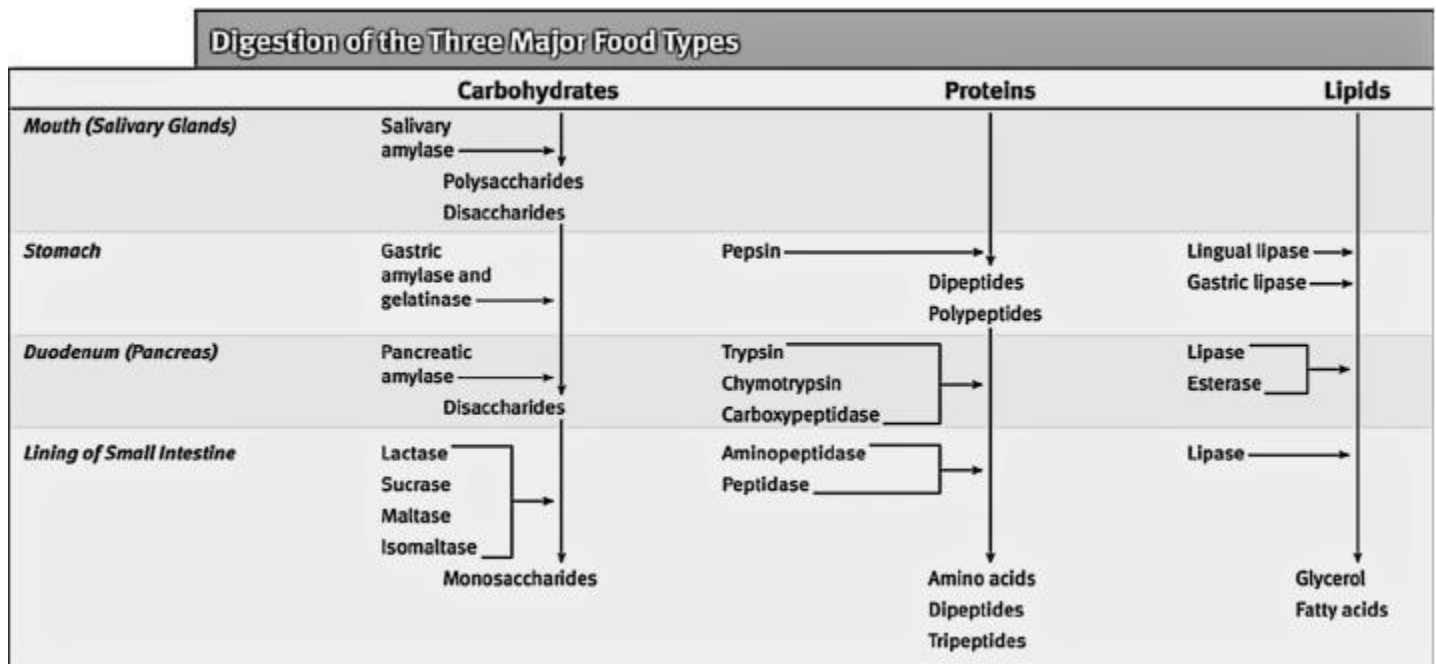 Digestion of the Three Major Food Types
Carbohydrates Proteins Lipids
Mouth (Salivary Glands)
Salivary
amylase
Polysaccharides
Disaccharides
Stomach
Gastric
amylase and
gelatinase
Pepsin
Dipeptides
Polypeptides
Lingual lipase
Gastric lipase
Duodenum (Pancreas)
Pancreatic
amylase
Disaccharides
Trypsin
Chymotrypsin
Carboxypeptidase
Lipase
Esterase
Lining of Small Intestine
Lactase
Sucrase
Maltase
Isomaltase
Monosaccharides
Aminopeptidase
Peptidase
Amino acids
Dipeptides
Tripeptides
Lipase
Glycerol
Fatty acids